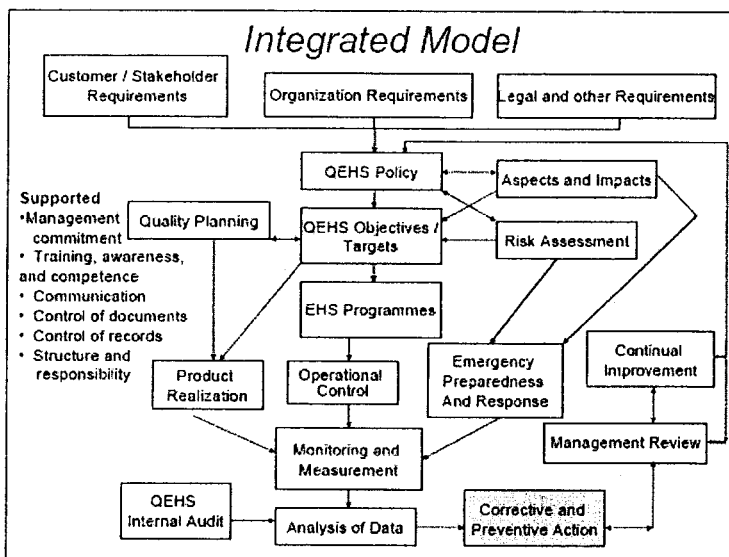 Integrated Model
Customer / Stakeholder
Requirements
Organization Requirements
Legal and other Requirements
QEHS Policy
Aspects and Impacts
Supported
•Management
commitment
• Training, awareness,
and competence
• Communication
• Control of documents
• Control of records
• Structure and
responsibility
Quality Planning
QEHS Objectives /
Targets
Risk Assessment
EHS Programmes
Product
Realization
Operational
Control
Emergency
Preparedness
And Response
Continual
Improvement
Monitoring and
Measurement
Management Review
QEHS
Internal Audit
Analysis of Data
Corrective and
Preventive Action